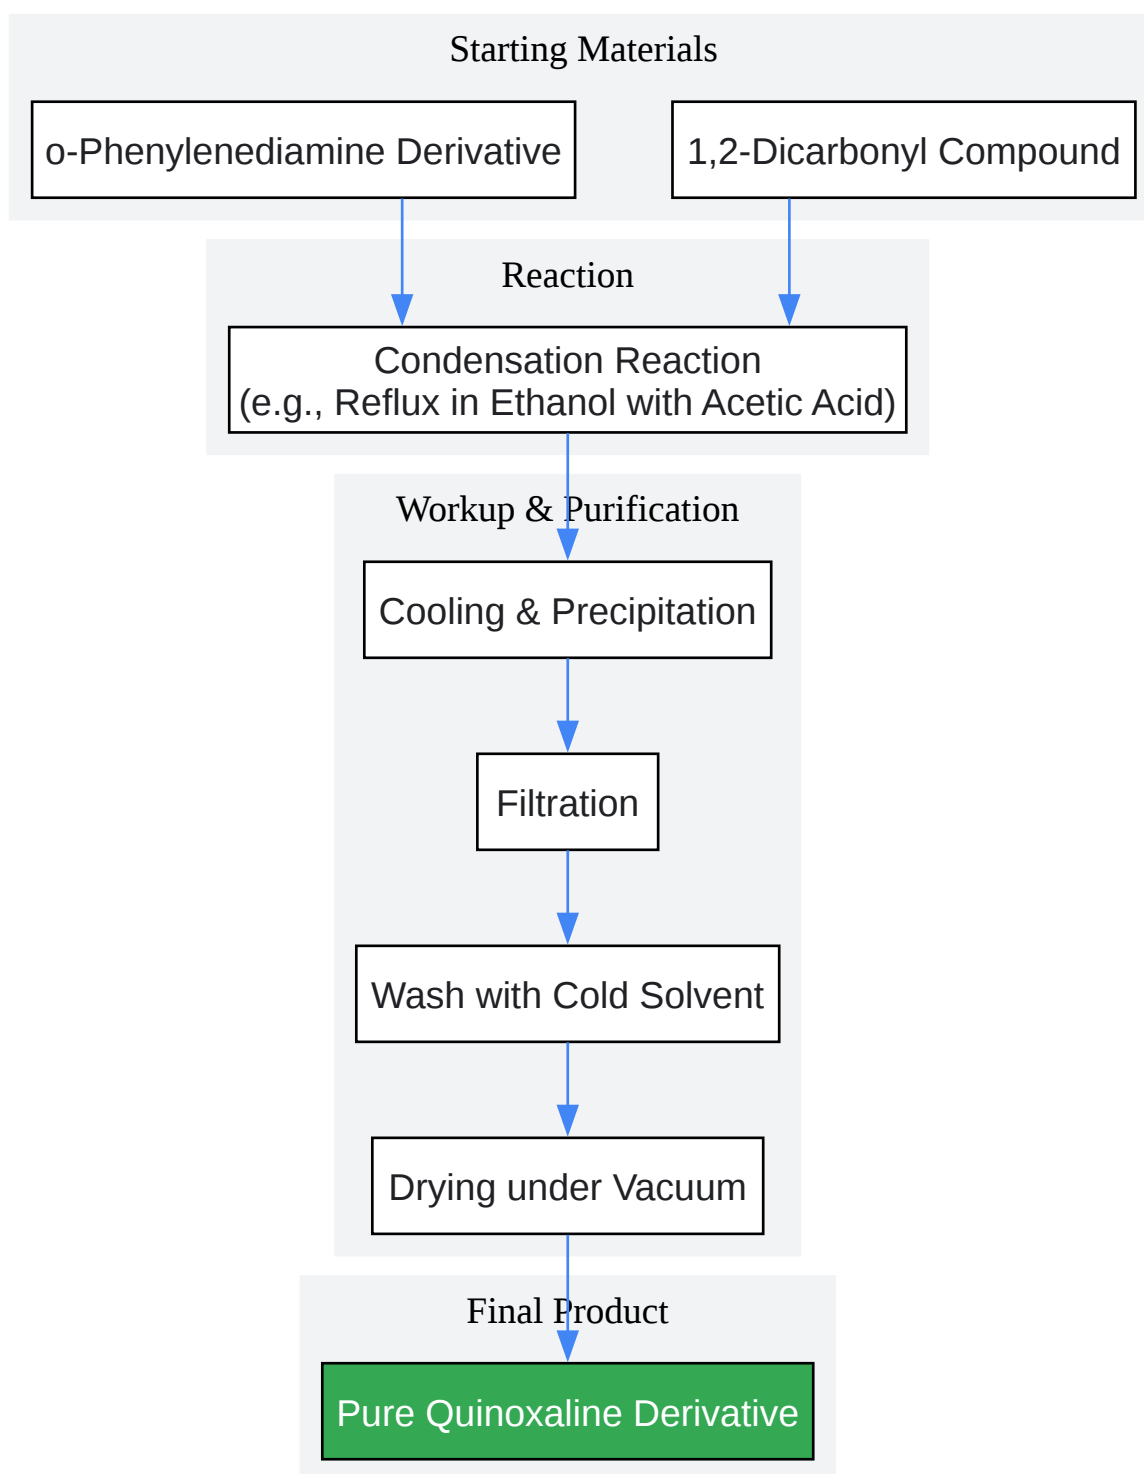 Starting Materials
o-Phenylenediamine Derivative
1,2-Dicarbonyl Compound
Reaction
Condensation Reaction
(e.g., Reflux in Ethanol with Acetic Acid)
Workup & Purification
Cooling & Precipitation
Filtration
Wash with Cold Solvent
Drying under Vacuum
Final Product
Pure Quinoxaline Derivative